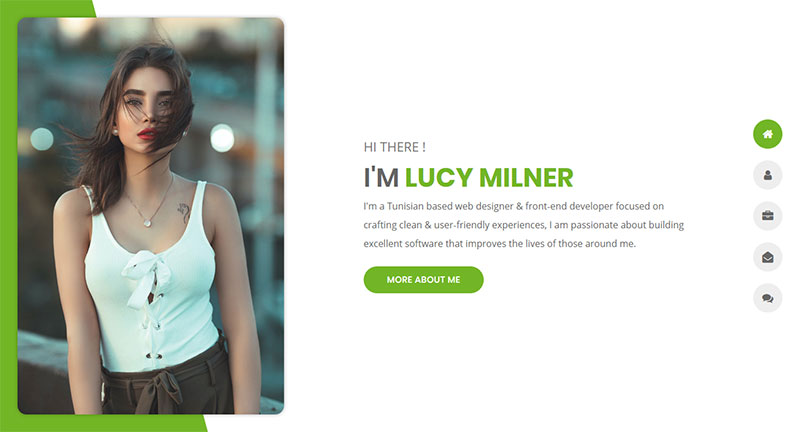 HI THERE !
I'M LUCY MILNER
I'm a Tunisian based web designer & front-end developer focused on
crafting clean & user-friendly experiences, I am passionate about building
excellent software that improves the lives of those around me.
MORE ABOUT ME